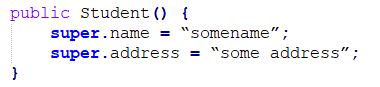 public Student() {
    super.name = “somename”;
    super.address = “some address”;
}